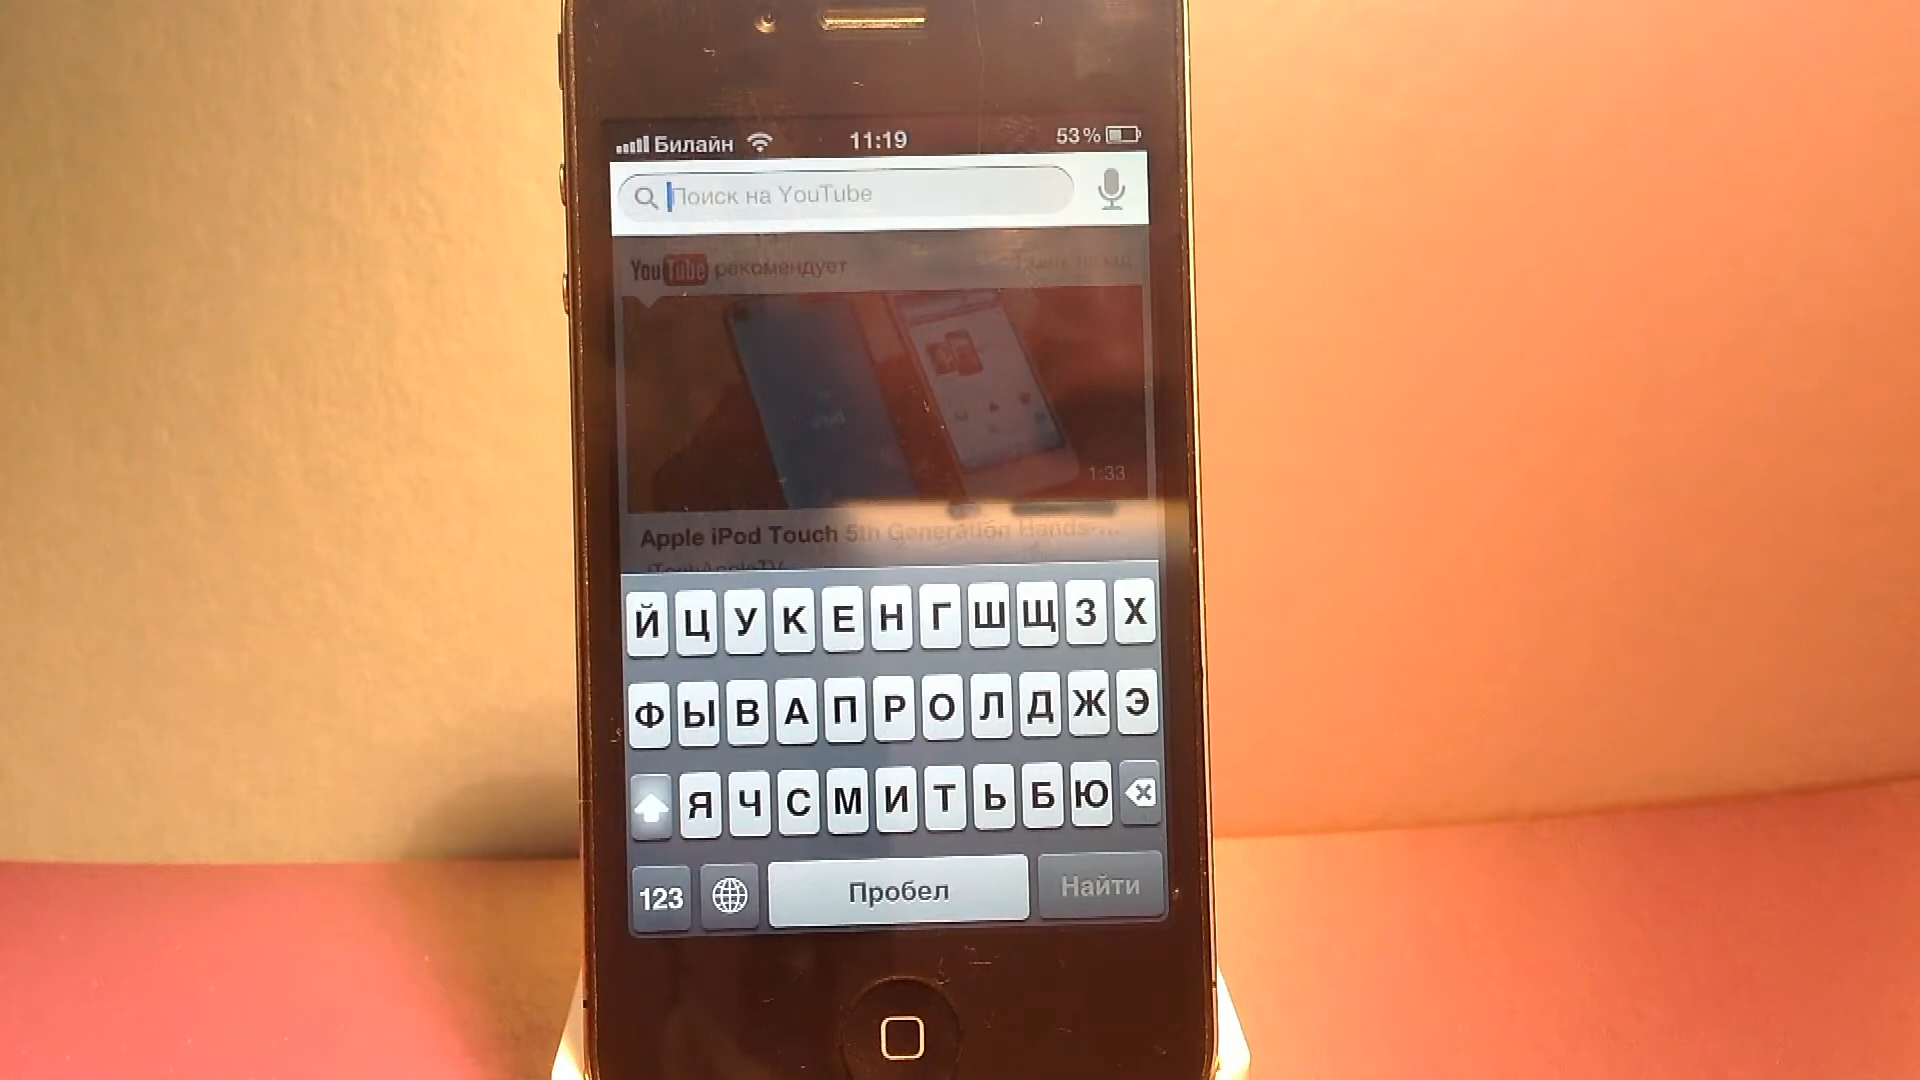 Билайн 11:19 53%
Поиск на YouTube
YouTube рекомендует
1:33
Apple iPod Touch 5th Generation Hands-...
iTechAppleTV
Й Ц У К Е Н Г Ш Щ З Х
Ф Ы В А П Р О Л Д Ж Э
Я Ч С М И Т Ь Б Ю
123 Пробел Найти